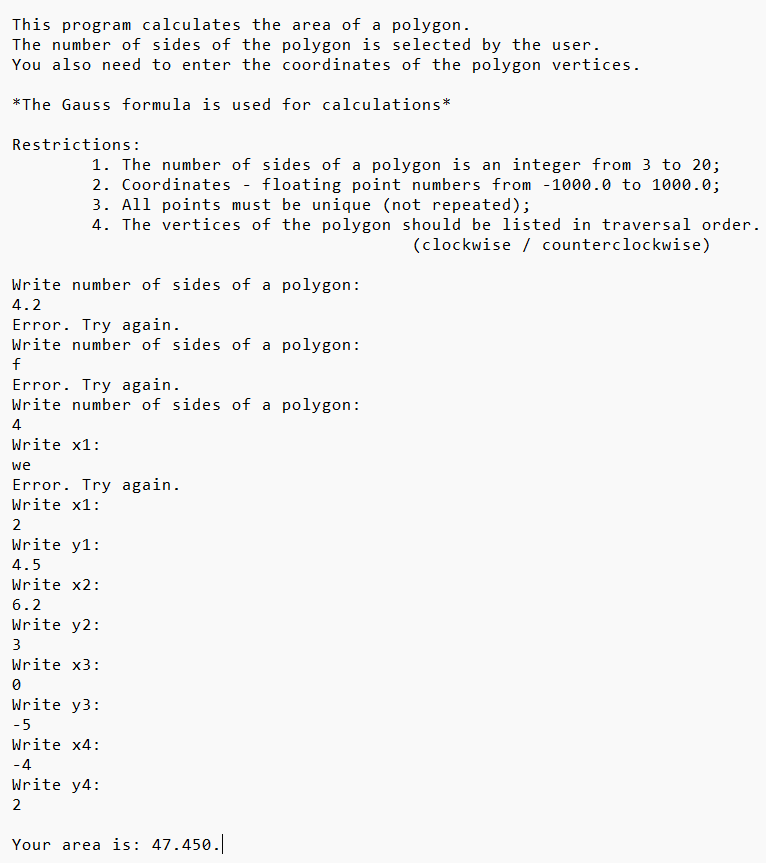 This program calculates the area of a polygon.
The number of sides of the polygon is selected by the user.
You also need to enter the coordinates of the polygon vertices.
*The Gauss formula is used for calculations*
Restrictions:
1. The number of sides of a polygon is an integer from 3 to 20;
2. Coordinates - floating point numbers from -1000.0 to 1000.0;
3. All points must be unique (not repeated);
4. The vertices of the polygon should be listed in traversal order.
(clockwise / counterclockwise)
Write number of sides of a polygon:
4.2
Error. Try again.
Write number of sides of a polygon:
f
Error. Try again.
Write number of sides of a polygon:
4
Write x1:
we
Error. Try again.
Write x1:
2
Write y1:
4.5
Write x2:
6.2
Write y2:
3
Write x3:
0
Write y3:
-5
Write x4:
-4
Write y4:
2
Your area is: 47.450.